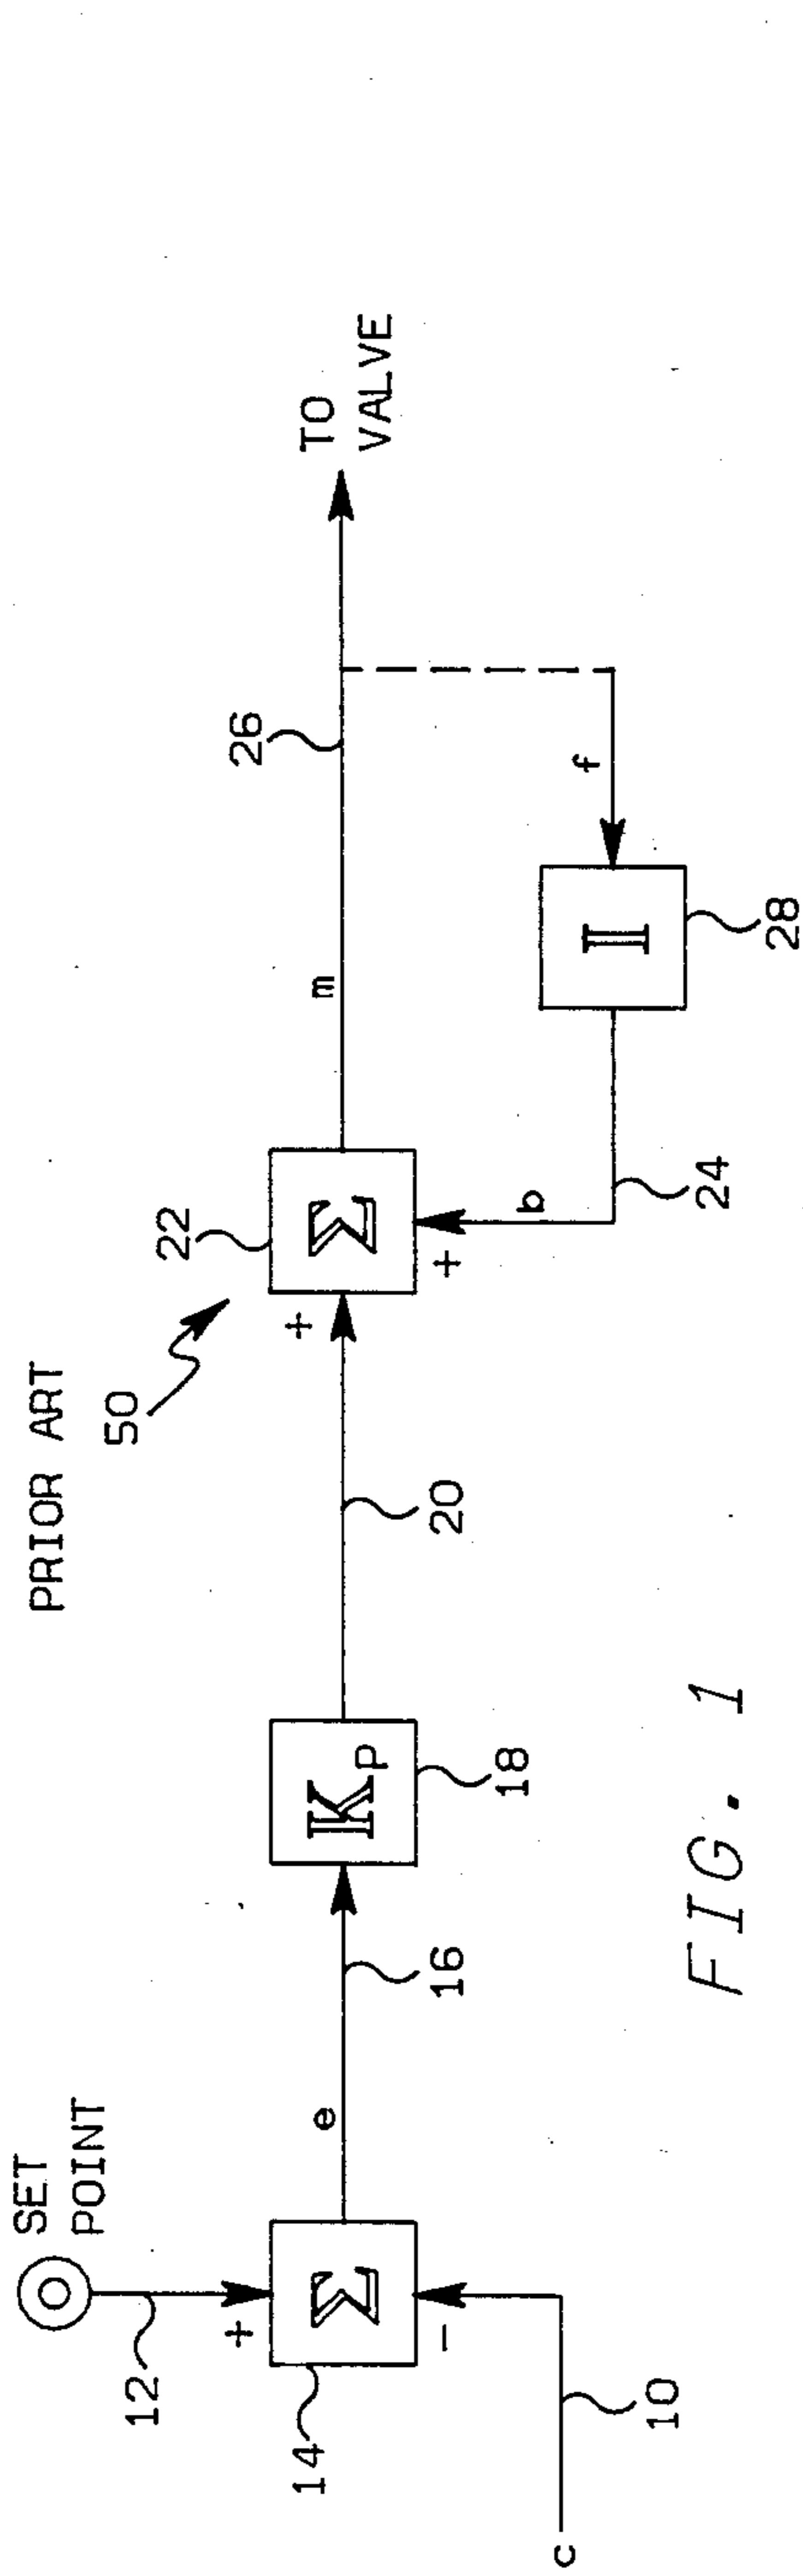 PRIOR ART
SET
POINT
12
+
14
Σ
-
10
c
e
16
K
P
18
20
50
22
+
Σ
+
b
24
m
26
I
28
f
TO
VALVE
FIG. 1